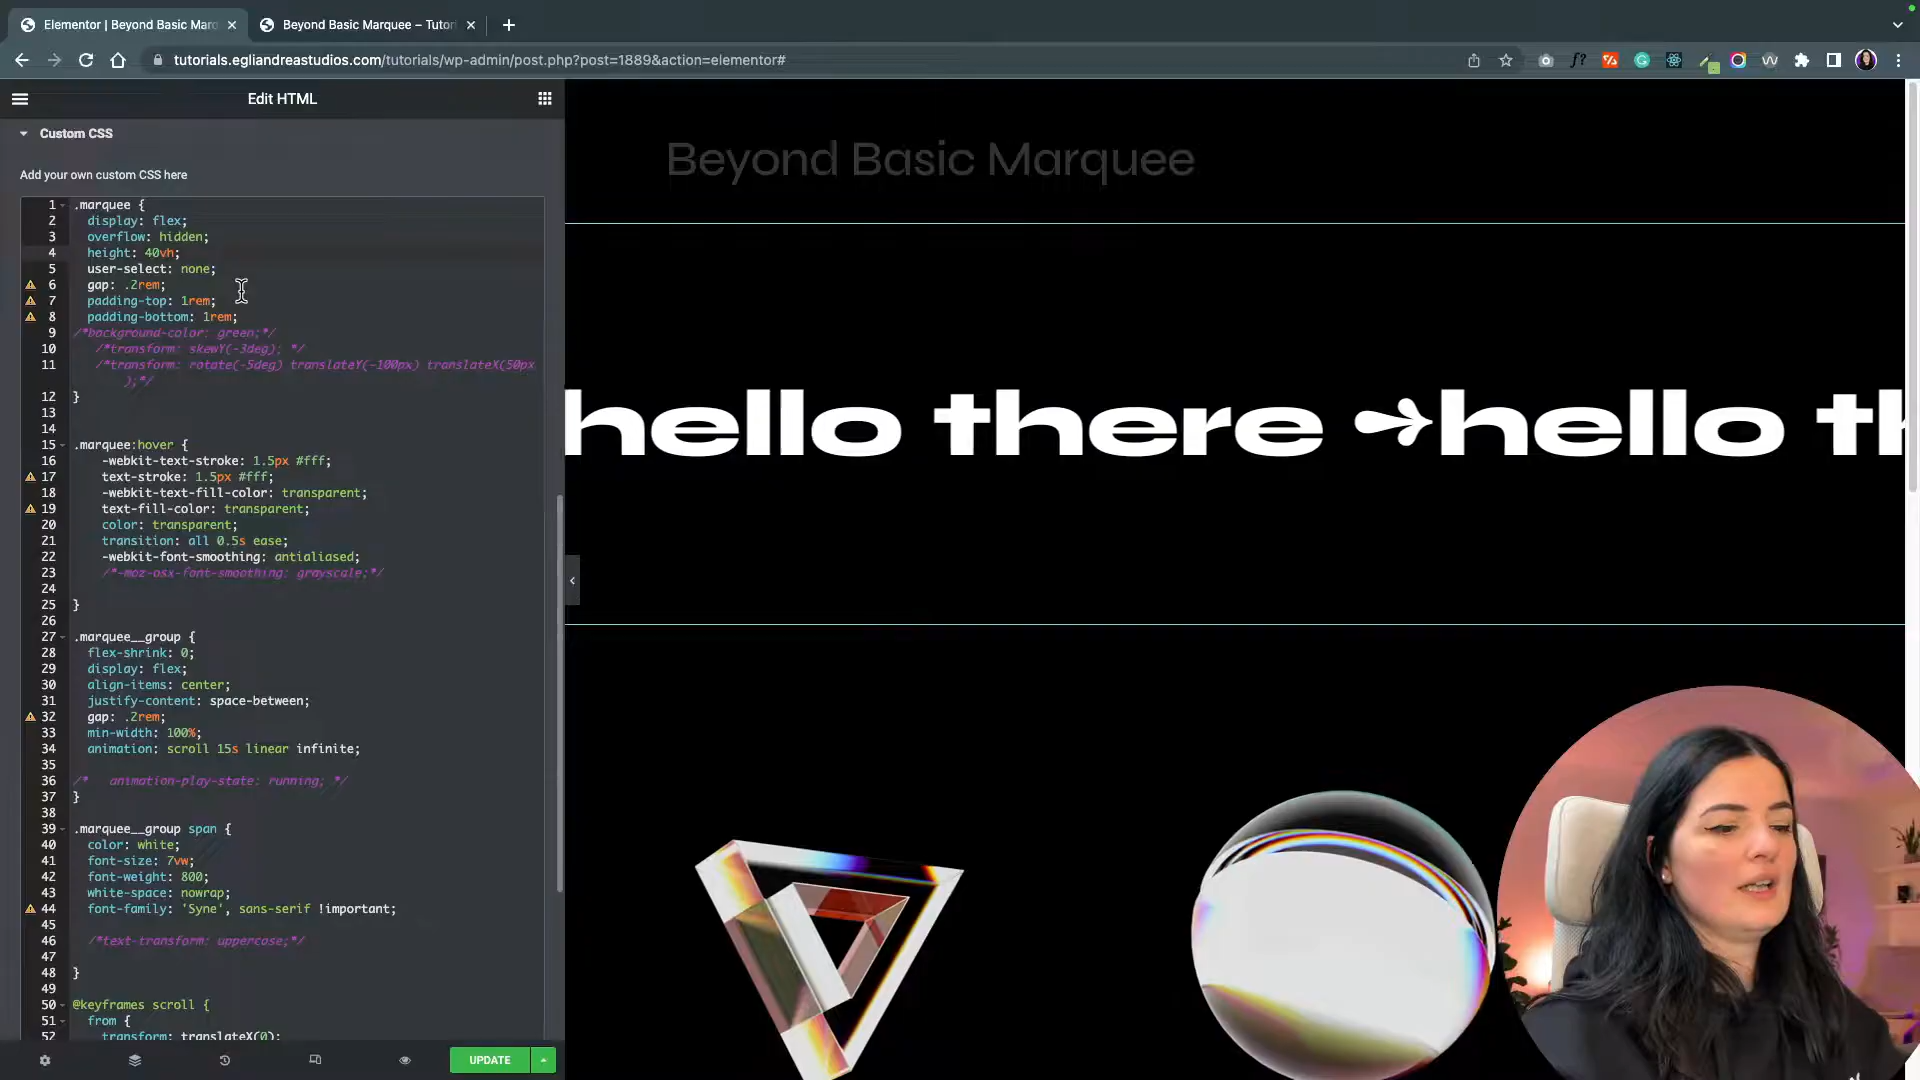 Elementor | Beyond Basic Marq
Beyond Basic Marquee – Tutori
tutorials.egliandreastudios.com/tutorials/wp-admin/post.php?post=1889&action=elementor#
Edit HTML
Custom CSS
Add your own custom CSS here
1 .marquee {
2 display: flex;
3 overflow: hidden;
4 height: 40vh;
5 user-select: none;
6 gap: .2rem;
7 padding-top: 1rem;
8 padding-bottom: 1rem;
9 /*background-color: green;*/
10 /*transform: skewY(-3deg); */
11 /*transform: rotate(-5deg) translateY(-100px) translateX(50px
);*/
12 }
13
14
15 .marquee:hover {
16 -webkit-text-stroke: 1.5px #fff;
17 text-stroke: 1.5px #fff;
18 -webkit-text-fill-color: transparent;
19 text-fill-color: transparent;
20 color: transparent;
21 transition: all 0.5s ease;
22 -webkit-font-smoothing: antialiased;
23 /*-moz-osx-font-smoothing: grayscale;*/
24
25 }
26
27 .marquee__group {
28 flex-shrink: 0;
29 display: flex;
30 align-items: center;
31 justify-content: space-between;
32 gap: .2rem;
33 min-width: 100%;
34 animation: scroll 15s linear infinite;
35
36 /* animation-play-state: running; */
37 }
38
39 .marquee__group span {
40 color: white;
41 font-size: 7vw;
42 font-weight: 800;
43 white-space: nowrap;
44 font-family: 'Syne', sans-serif !important;
45
46 /*text-transform: uppercase;*/
47
48 }
49
50 @keyframes scroll {
51 from {
52 transform: translateX(0);
UPDATE
Beyond Basic Marquee
hello there →hello th